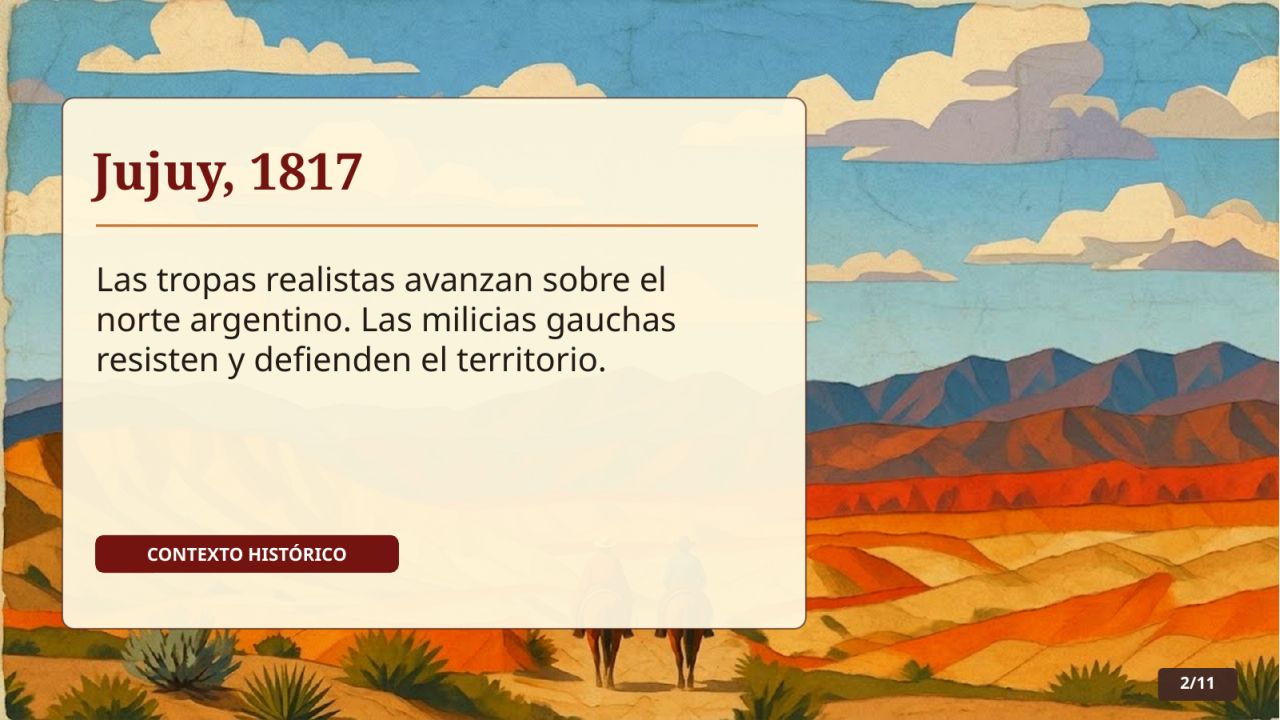 Jujuy, 1817
Las tropas realistas avanzan sobre el
norte argentino. Las milicias gauchas
resisten y defienden el territorio.
CONTEXTO HISTÓRICO
2/11